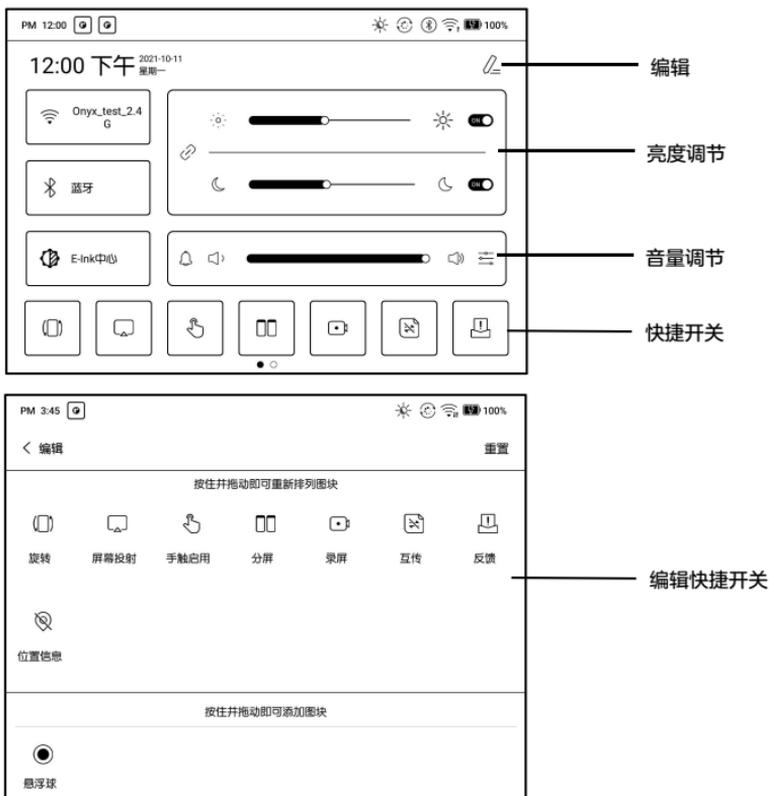 PM 12:00
100%
12:00 下午 2021-10-11
星期一
编辑
Onyx_test_2.4
G
ON
亮度调节
蓝牙
ON
E-Ink中心
音量调节
快捷开关
PM 3:45
100%
编辑
重置
按住并拖动即可重新排列图块
旋转 屏幕投射 手触启用 分屏 录屏 互传 反馈
编辑快捷开关
位置信息
按住并拖动即可添加图块
悬浮球